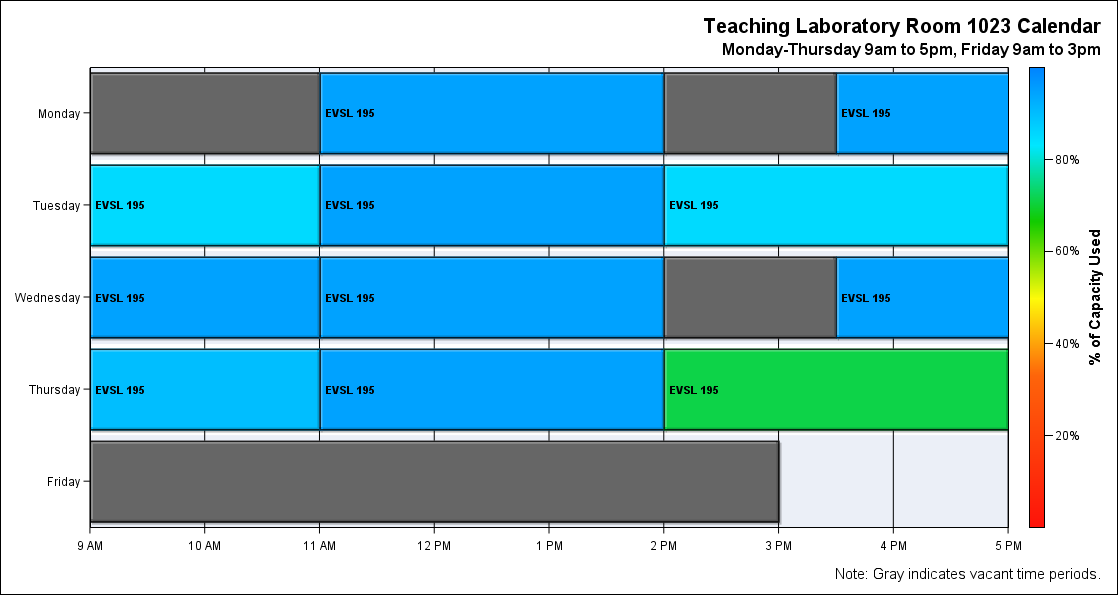 Teaching Laboratory Room 1023 Calendar
Monday-Thursday 9am to 5pm, Friday 9am to 3pm
Monday
EVSL 195
EVSL 195
Tuesday
EVSL 195
EVSL 195
EVSL 195
Wednesday
EVSL 195
EVSL 195
EVSL 195
Thursday
EVSL 195
EVSL 195
EVSL 195
Friday
9 AM 10 AM 11 AM 12 PM 1 PM 2 PM 3 PM 4 PM 5 PM
80%
60%
40%
20%
% of Capacity Used
Note: Gray indicates vacant time periods.